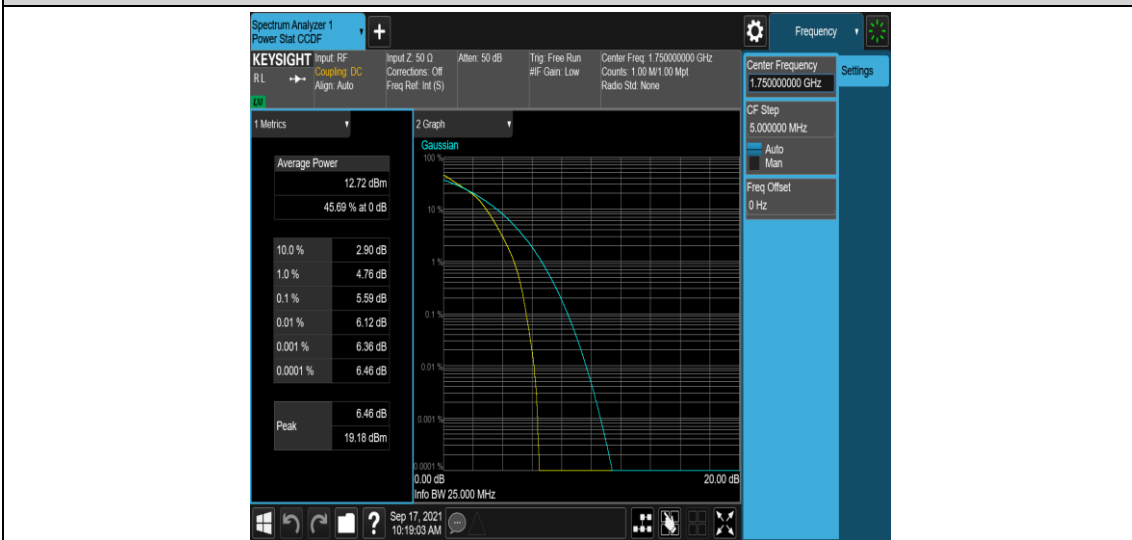 Spectrum Analyzer 1
Power Stat CCDF
+
Frequency
KEYSIGHT
RL
LV
Input: RF
Coupling: DC
Align: Auto
Input Z: 50 Ω
Corrections: Off
Freq Ref: Int (S)
Atten: 50 dB
Trig: Free Run
#IF Gain: Low
Center Freq: 1.750000000 GHz
Counts: 1.00 M/1.00 Mpt
Radio Std: None
Center Frequency
1.750000000 GHz
Settings
CF Step
5.000000 MHz
Auto
Man
Freq Offset
0 Hz
1 Metrics
Average Power
12.72 dBm
45.69 % at 0 dB
10.0 % 2.90 dB
1.0 % 4.76 dB
0.1 % 5.59 dB
0.01 % 6.12 dB
0.001 % 6.36 dB
0.0001 % 6.46 dB
Peak
6.46 dB
19.18 dBm
2 Graph
Gaussian
100 %
10 %
1 %
0.1 %
0.01 %
0.001 %
0.0001 %
0.00 dB 20.00 dB
Info BW 25.000 MHz
?
Sep 17, 2021
10:19:03 AM